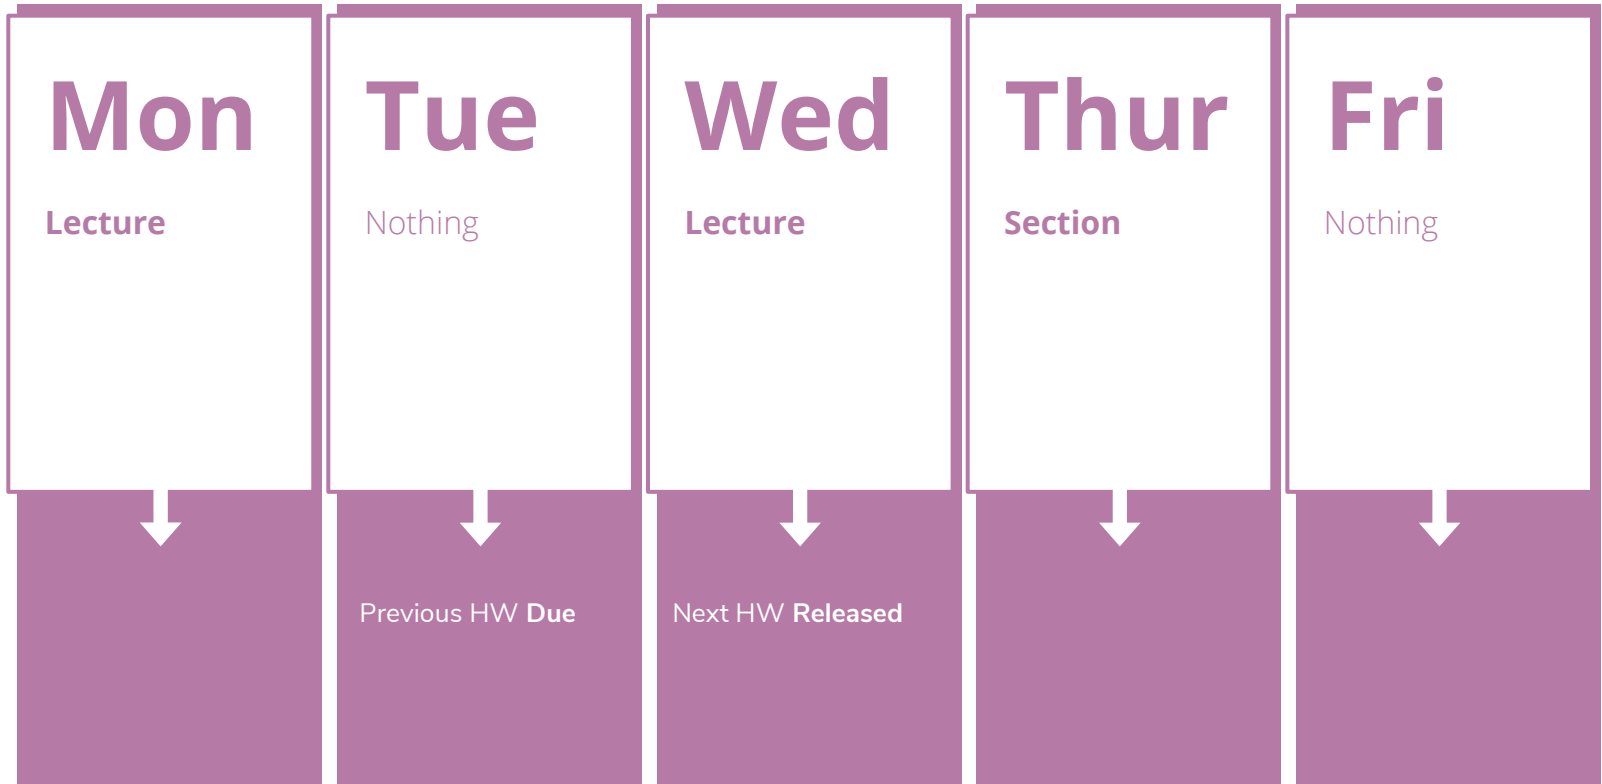 Mon
Lecture
Tue
Nothing
Previous HW Due
Wed
Lecture
Next HW Released
Thur
Section
Fri
Nothing